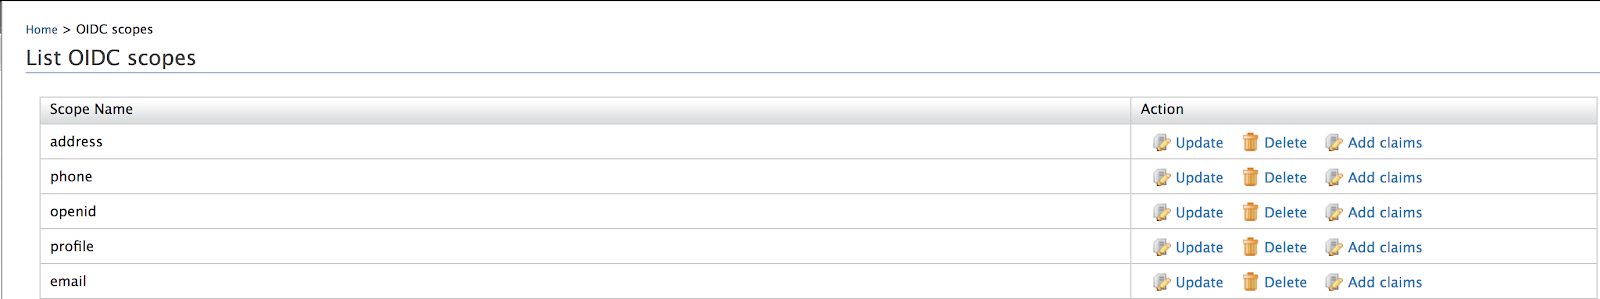 Home > OIDC scopes
List OIDC scopes
Scope Name Action
address Update Delete Add claims
phone Update Delete Add claims
openid Update Delete Add claims
profile Update Delete Add claims
email Update Delete Add claims